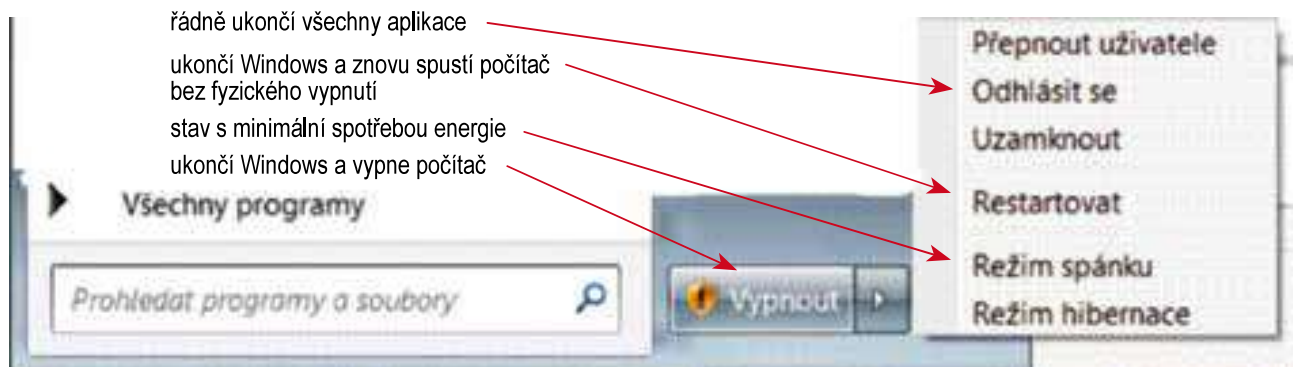 řádně ukončí všechny aplikace
ukončí Windows a znovu spustí počítač
bez fyzického vypnutí
stav s minimální spotřebou energie
ukončí Windows a vypne počítač
Všechny programy
Prohledat programy a soubory
Vypnout
Přepnout uživatele
Odhlásit se
Uzamknout
Restartovat
Režim spánku
Režim hibernace